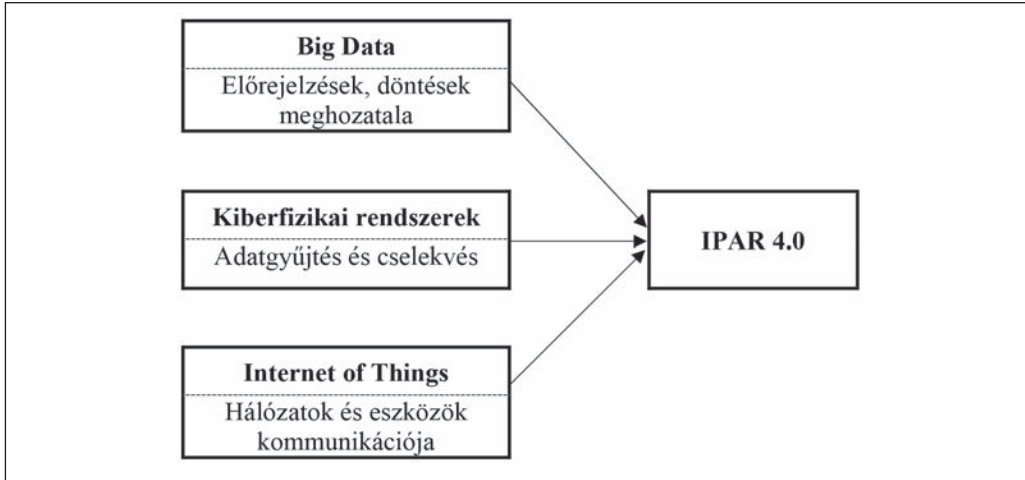 Big Data
Előrejelzések, döntések
meghozatala
Kiberfizikai rendszerek
Adatgyűjtés és cselekvés
IPAR 4.0
Internet of Things
Hálózatok és eszközök
kommunikációja